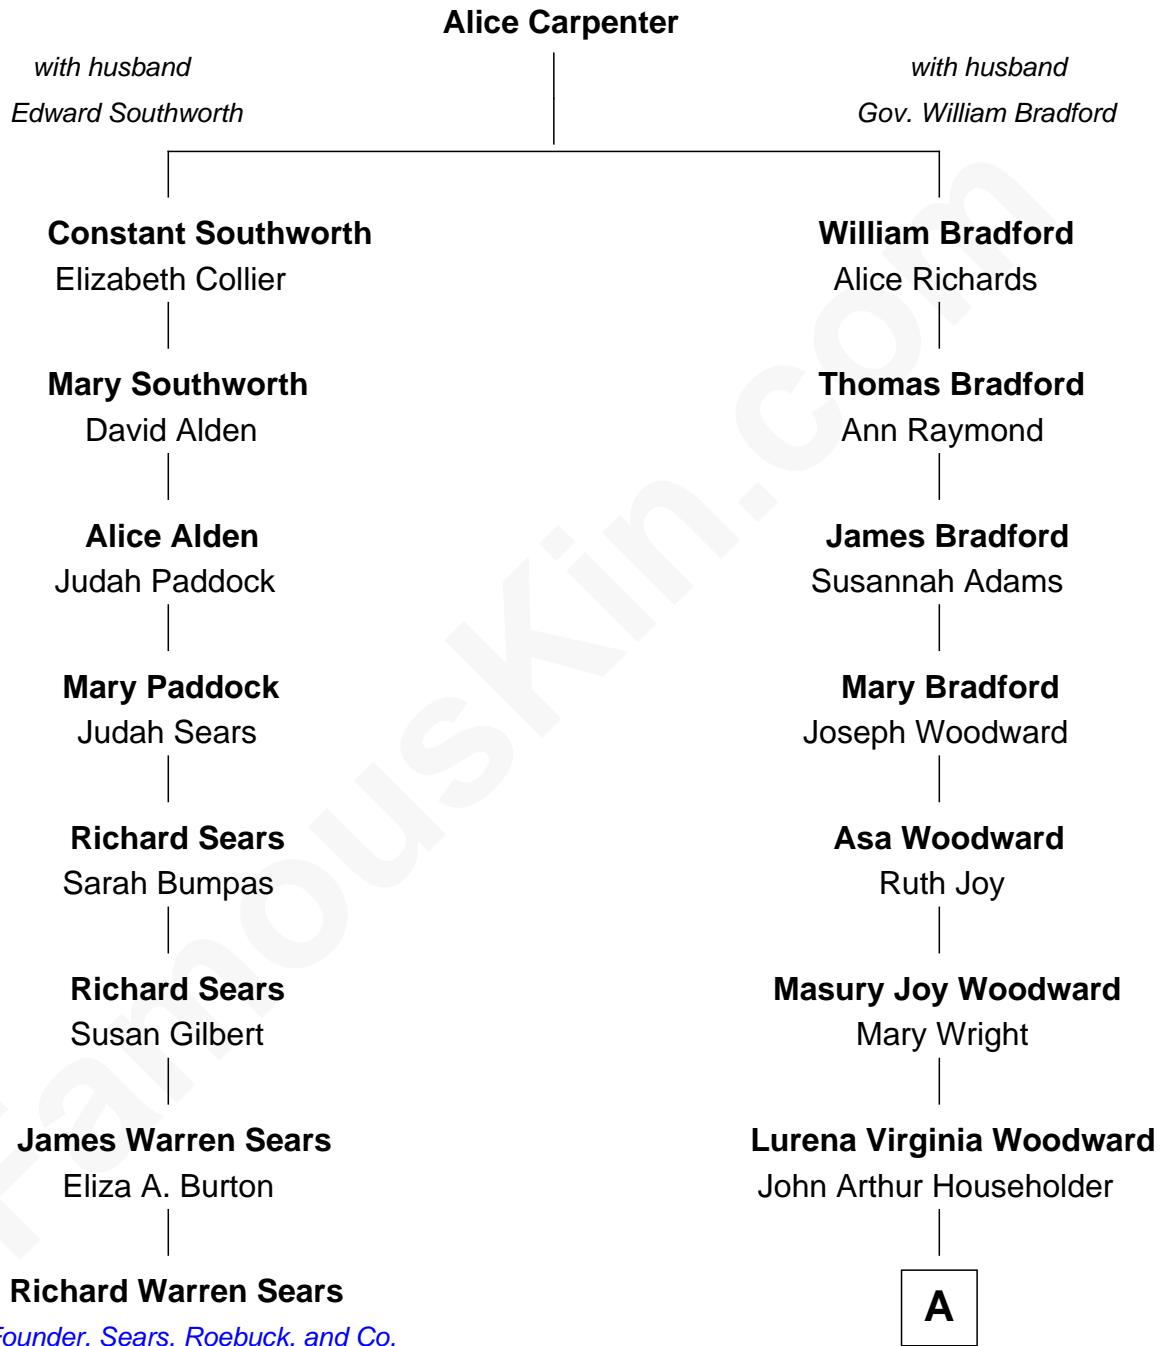 Alice Carpenter
with husband
Edward Southworth
with husband
Gov. William Bradford
Constant Southworth
Elizabeth Collier
William Bradford
Alice Richards
Mary Southworth
David Alden
Thomas Bradford
Ann Raymond
Alice Alden
Judah Paddock
James Bradford
Susannah Adams
Mary Paddock
Judah Sears
Mary Bradford
Joseph Woodward
Richard Sears
Sarah Bumpas
Asa Woodward
Ruth Joy
Richard Sears
Susan Gilbert
Masury Joy Woodward
Mary Wright
James Warren Sears
Eliza A. Burton
Lurena Virginia Woodward
John Arthur Householder
Richard Warren Sears
Founder, Sears, Roebuck, and Co.
A
FamousKin.com